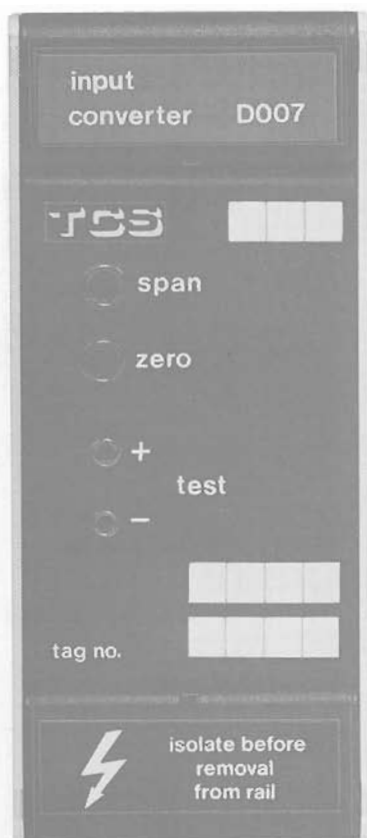 input
converter D007
TCS
span
zero
+
test
−
tag no.
isolate before
removal
from rail